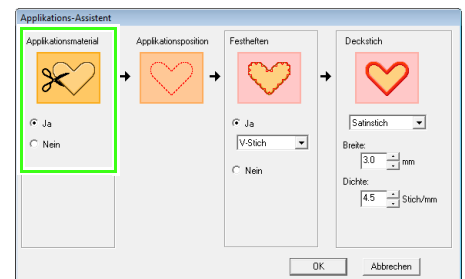 Applikations-Assistent
Applikationsmaterial
Ja
Nein
Applikationsposition
Festheften
Ja
V-Stich
Nein
Deckstich
Satinstich
Breite:
3.0 mm
Dichte:
4.5 Stich/mm
OK
Abbrechen